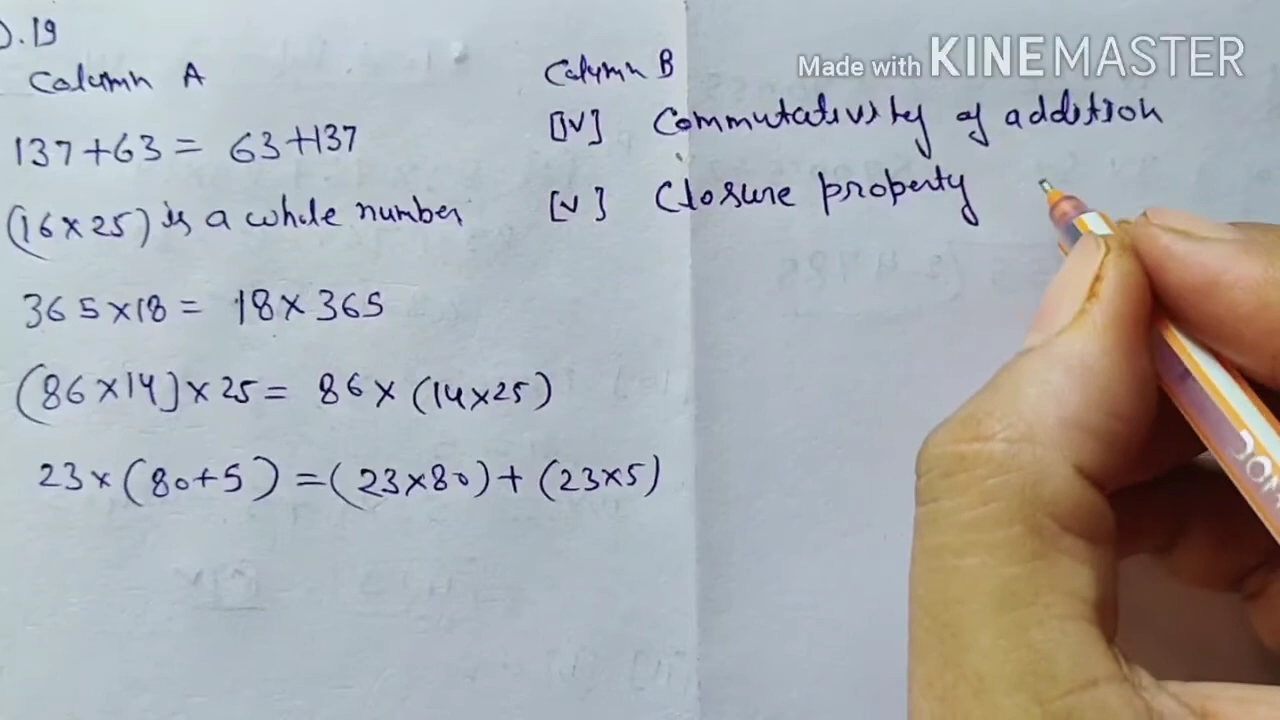 Q.19
Column A
Column B
137+63 = 63+137
[IV] Commutativity of addition
(16×25) is a whole number
[V] Closure property
365×18 = 18×365
(86×14)×25 = 86×(14×25)
23×(80+5) = (23×80)+(23×5)
Made with KINEMASTER
DOMS